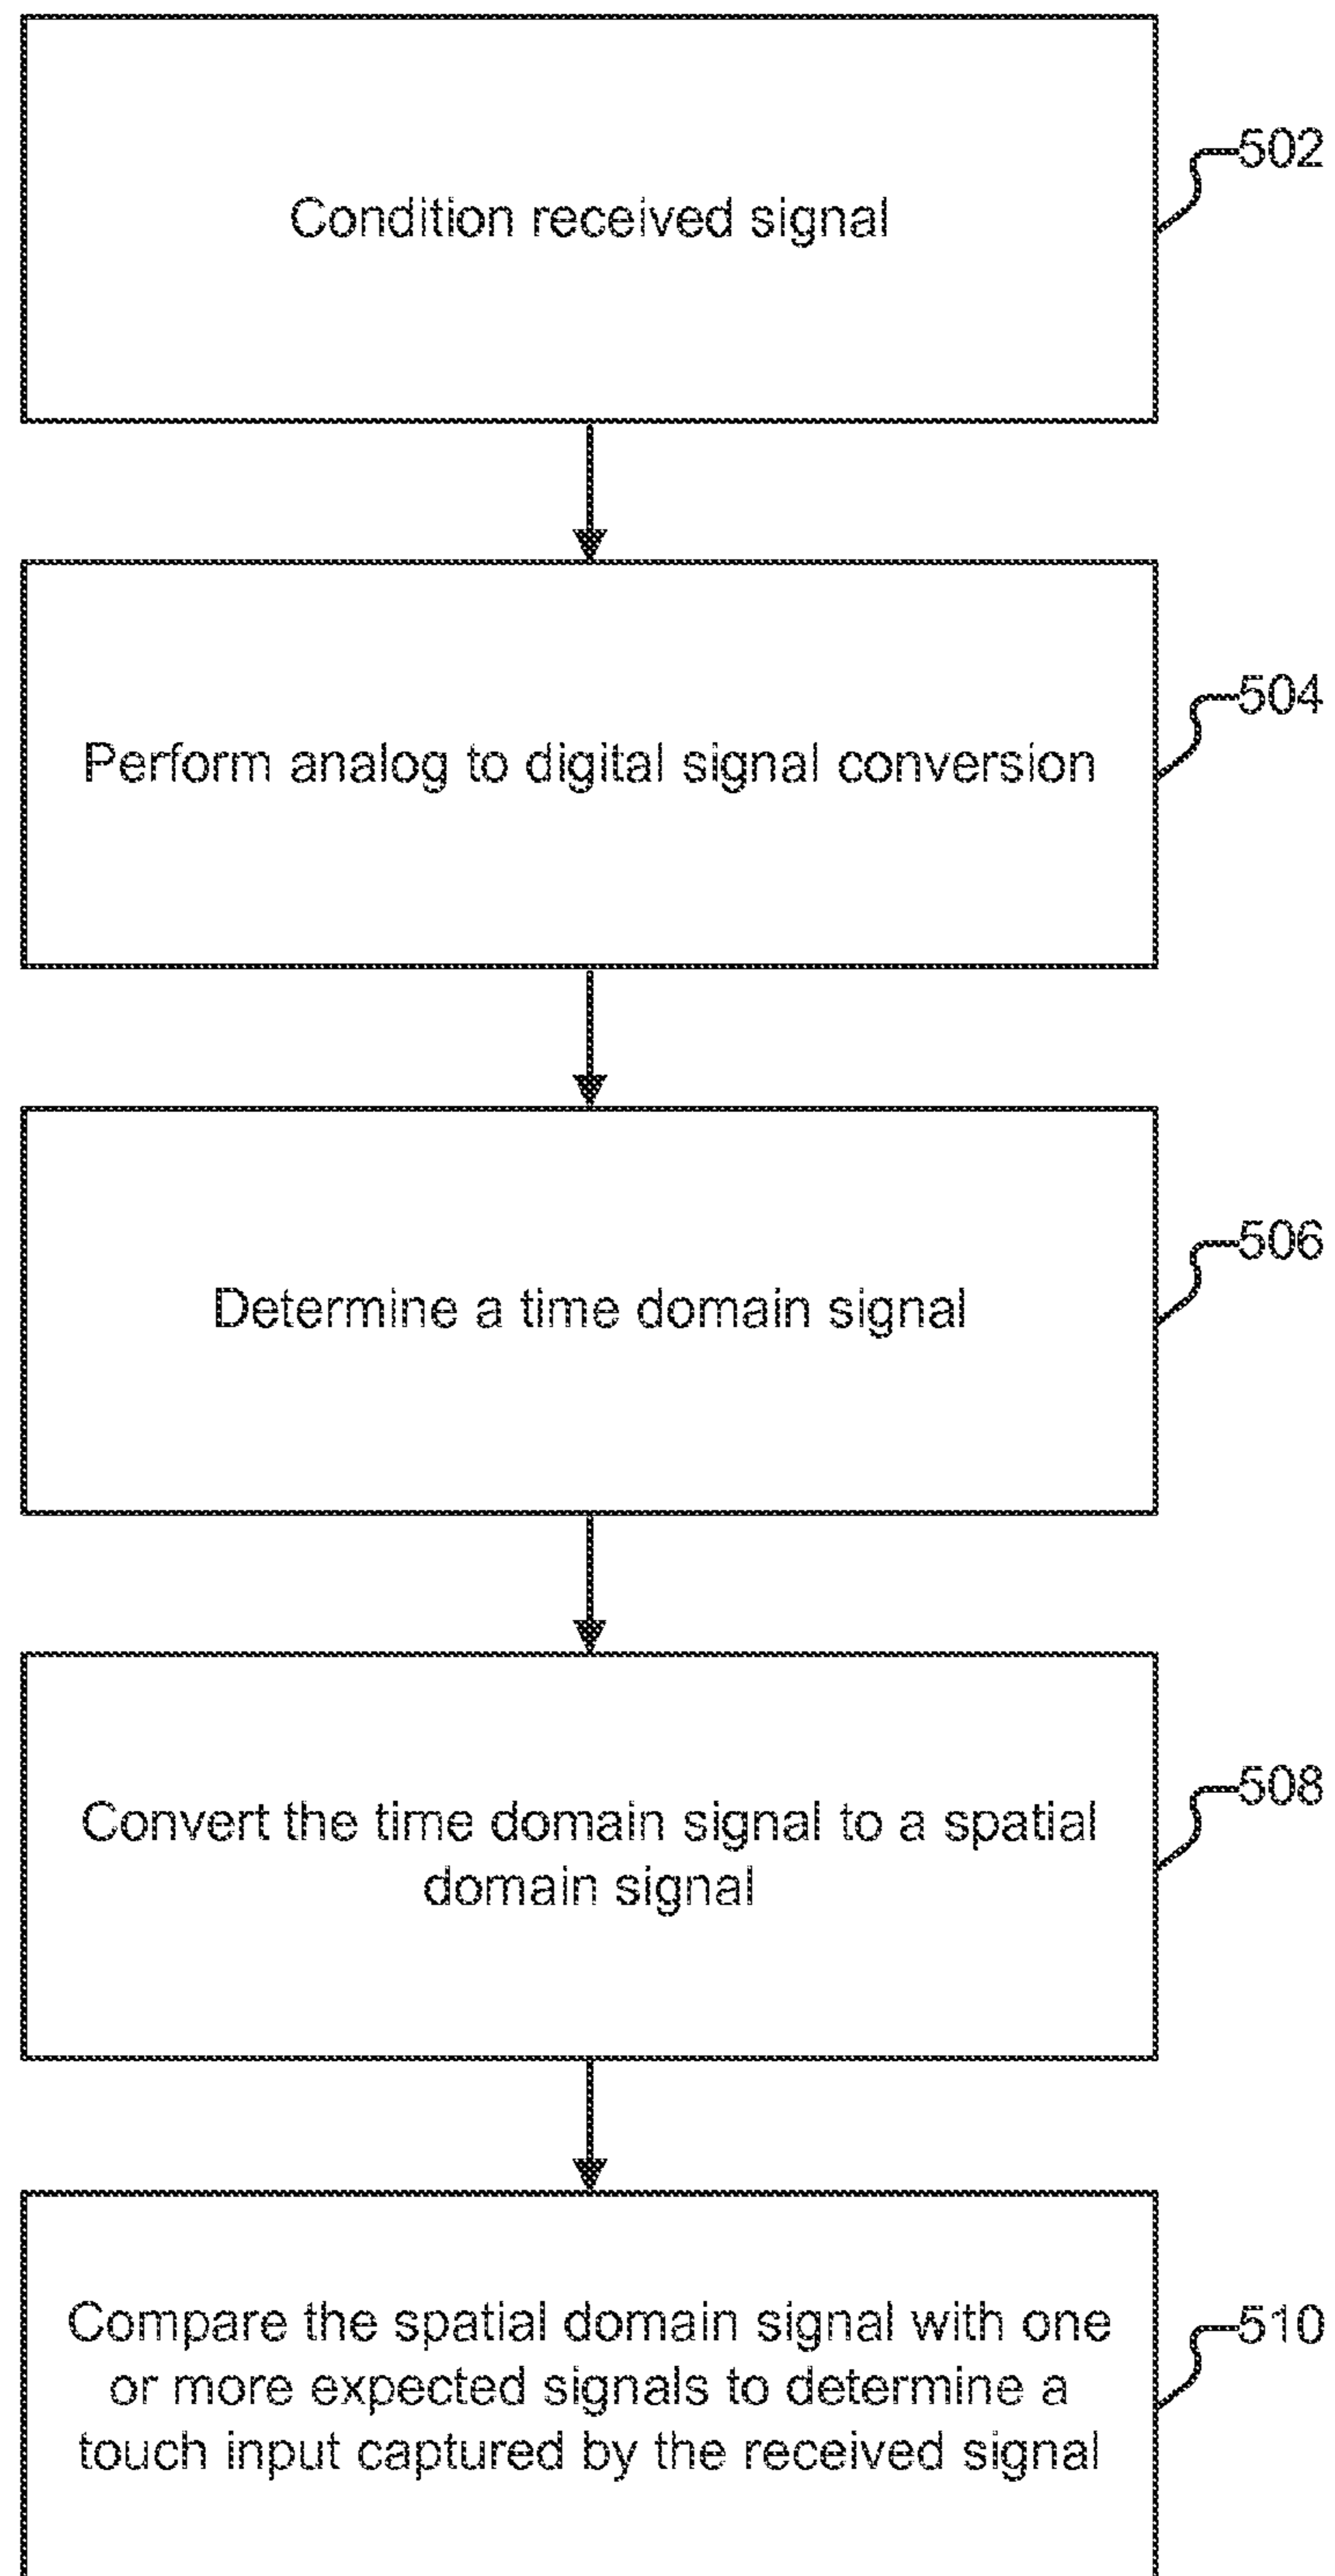 Condition received signal
502
Perform analog to digital signal conversion
504
Determine a time domain signal
506
Convert the time domain signal to a spatial
domain signal
508
Compare the spatial domain signal with one
or more expected signals to determine a
touch input captured by the received signal
510